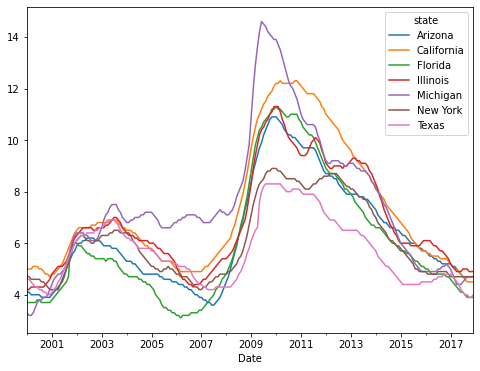 14
12
10
8
6
4
state
Arizona
California
Florida
Illinois
Michigan
New York
Texas
2001
2003
2005
2007
2009
2011
2013
2015
2017
Date